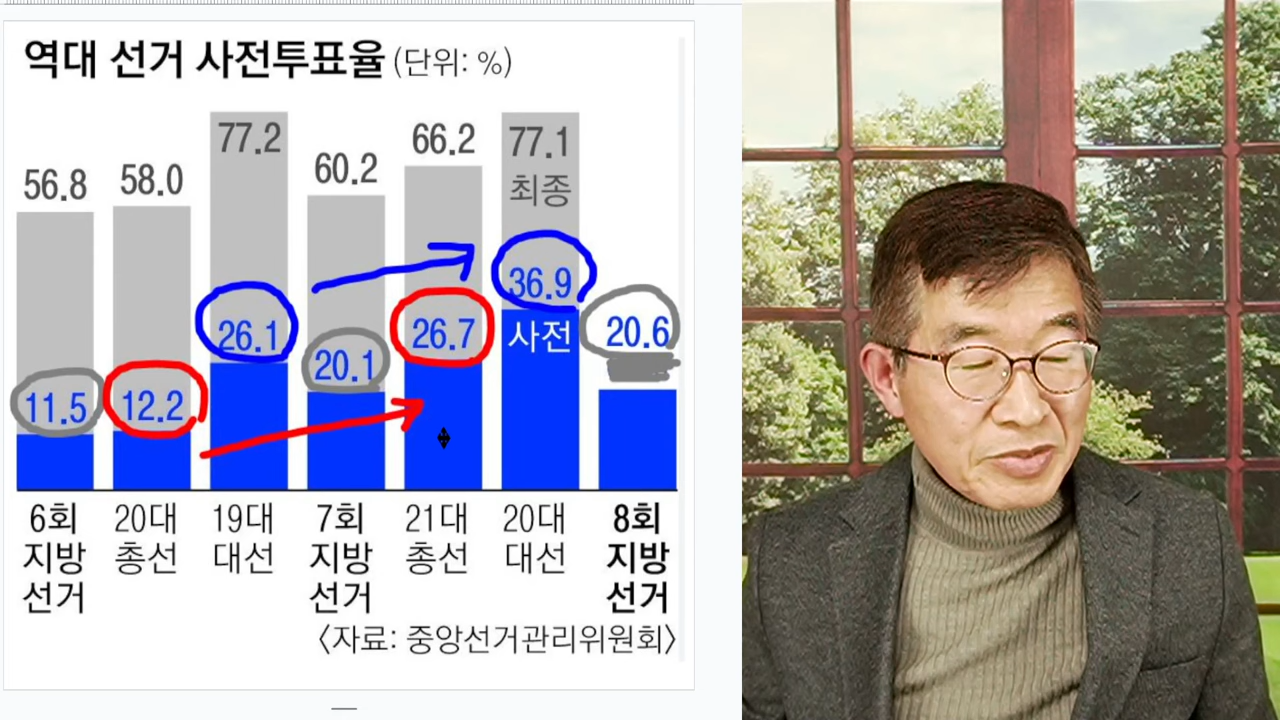 역대 선거 사전투표율 (단위: %)
56.8
58.0
77.2
60.2
66.2
77.1
최종
11.5
12.2
26.1
20.1
26.7
36.9
사전
20.6
6회
지방
선거
20대
총선
19대
대선
7회
지방
선거
21대
총선
20대
대선
8회
지방
선거
〈자료: 중앙선거관리위원회〉